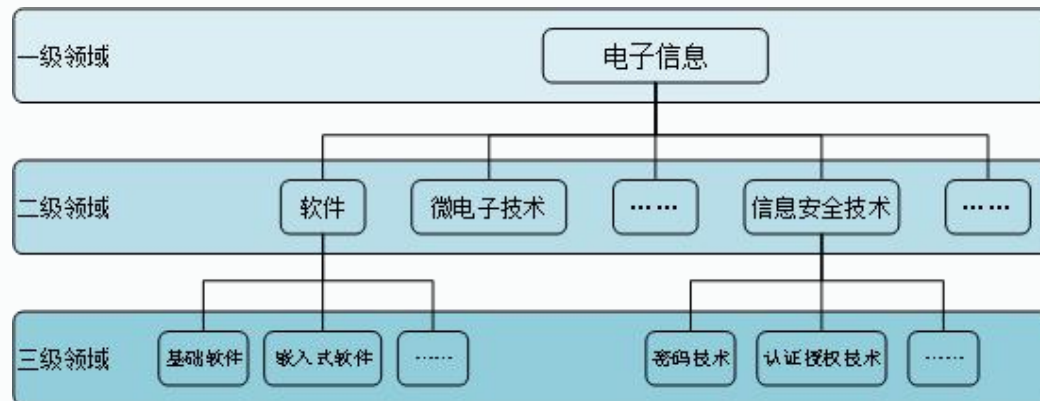 一级领域
电子信息
二级领域
软件
微电子技术
……
信息安全技术
……
三级领域
基础软件
嵌入式软件
……
密码技术
认证授权技术
……